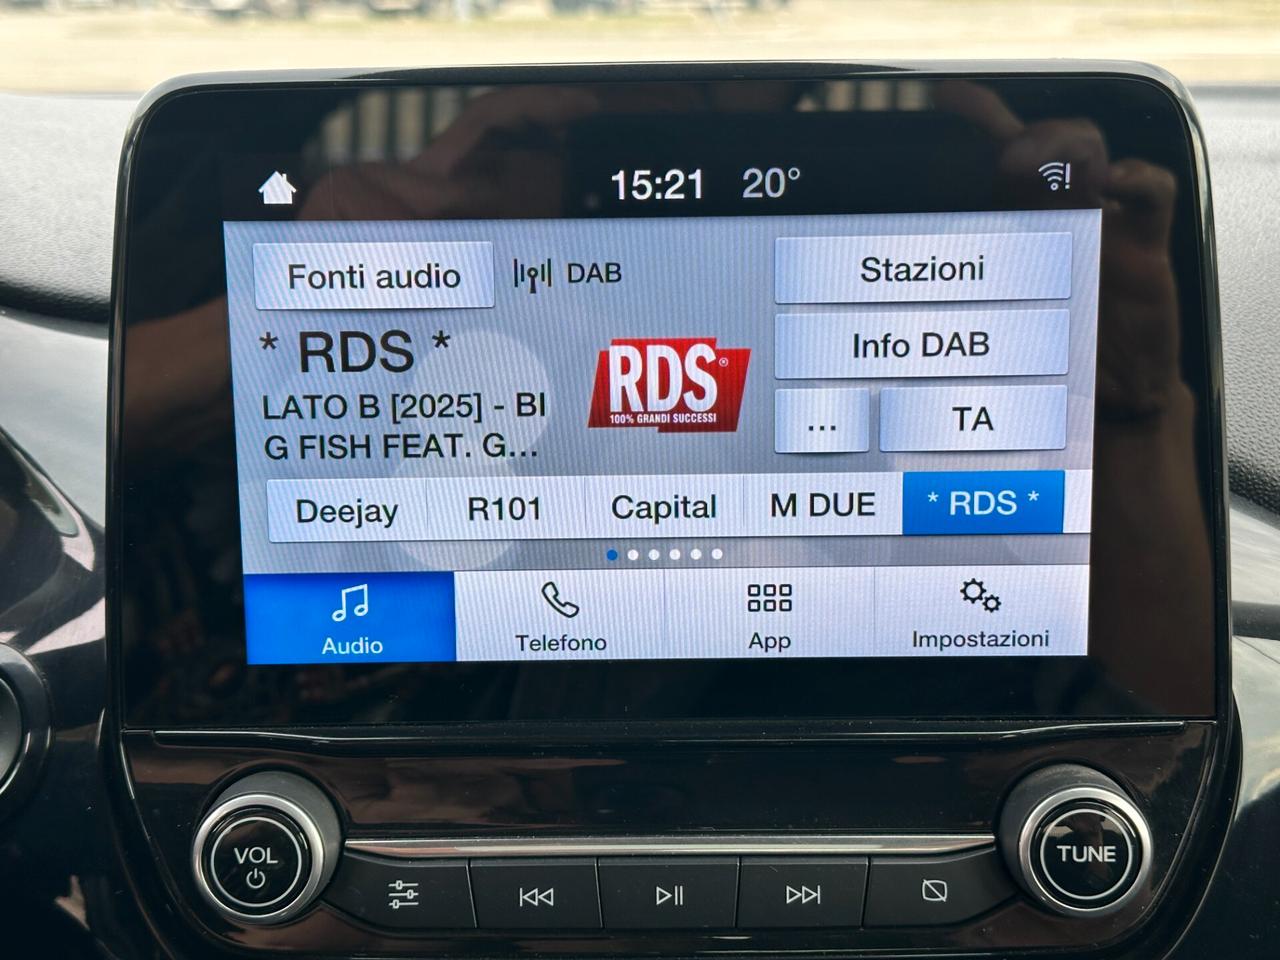 15:21 20°
Fonti audio DAB Stazioni
* RDS *
RDS®
100% GRANDI SUCCESSI
Info DAB
LATO B [2025] - BI
G FISH FEAT. G...
... TA
Deejay R101 Capital M DUE * RDS *
Audio Telefono App Impostazioni
VOL
TUNE